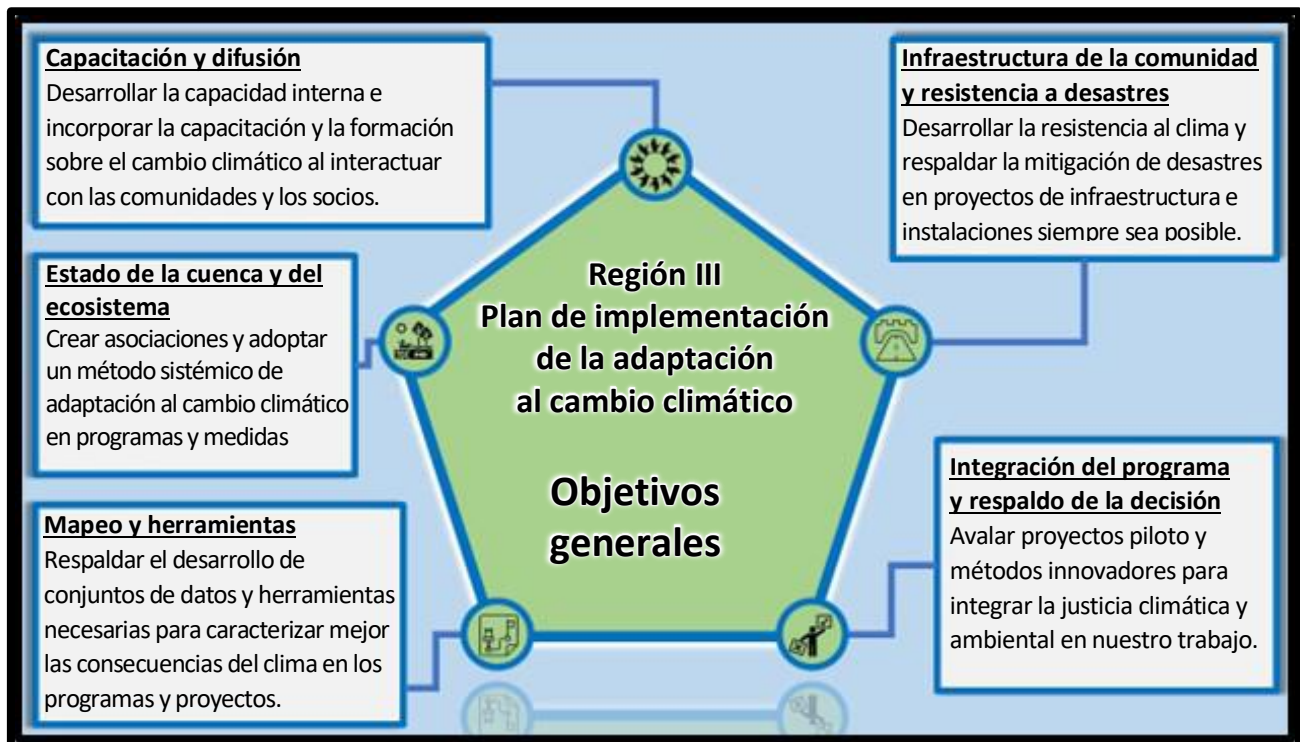 Capacitación y difusión
Desarrollar la capacidad interna e
incorporar la capacitación y la formación
sobre el cambio climático al interactuar
con las comunidades y los socios.
Infraestructura de la comunidad
y resistencia a desastres
Desarrollar la resistencia al clima y
respaldar la mitigación de desastres
en proyectos de infraestructura e
instalaciones siempre sea posible.
Estado de la cuenca y del
ecosistema
Crear asociaciones y adoptar
un método sistémico de
adaptación al cambio climático
en programas y medidas
Región III
Plan de implementación
de la adaptación
al cambio climático
Objetivos
generales
Mapeo y herramientas
Respaldar el desarrollo de
conjuntos de datos y herramientas
necesarias para caracterizar mejor
las consecuencias del clima en los
programas y proyectos.
Integración del programa
y respaldo de la decisión
Avalar proyectos piloto y
métodos innovadores para
integrar la justicia climática y
ambiental en nuestro trabajo.